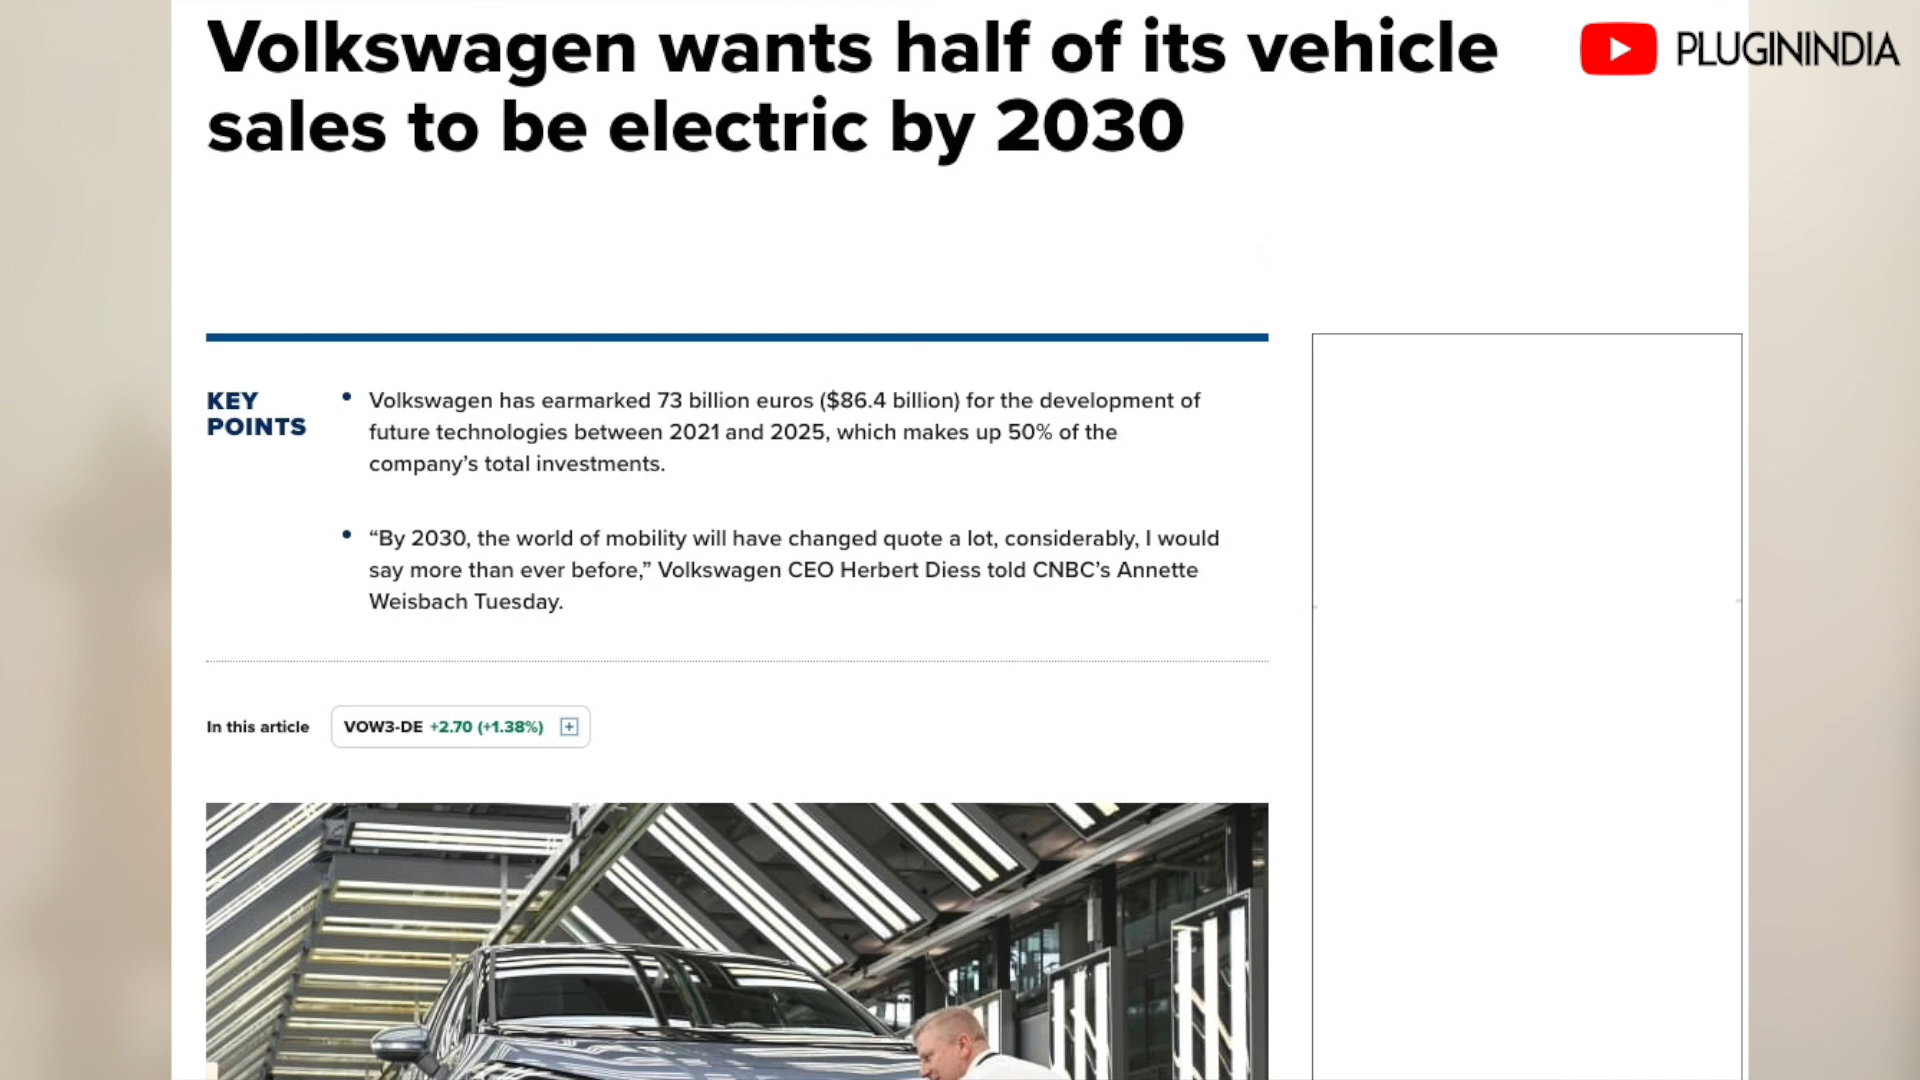 Volkswagen wants half of its vehicle
sales to be electric by 2030
PLUGININDIA
KEY
POINTS
• Volkswagen has earmarked 73 billion euros ($86.4 billion) for the development of
future technologies between 2021 and 2025, which makes up 50% of the
company’s total investments.
• “By 2030, the world of mobility will have changed quote a lot, considerably, I would
say more than ever before,” Volkswagen CEO Herbert Diess told CNBC’s Annette
Weisbach Tuesday.
In this article
VOW3-DE +2.70 (+1.38%)